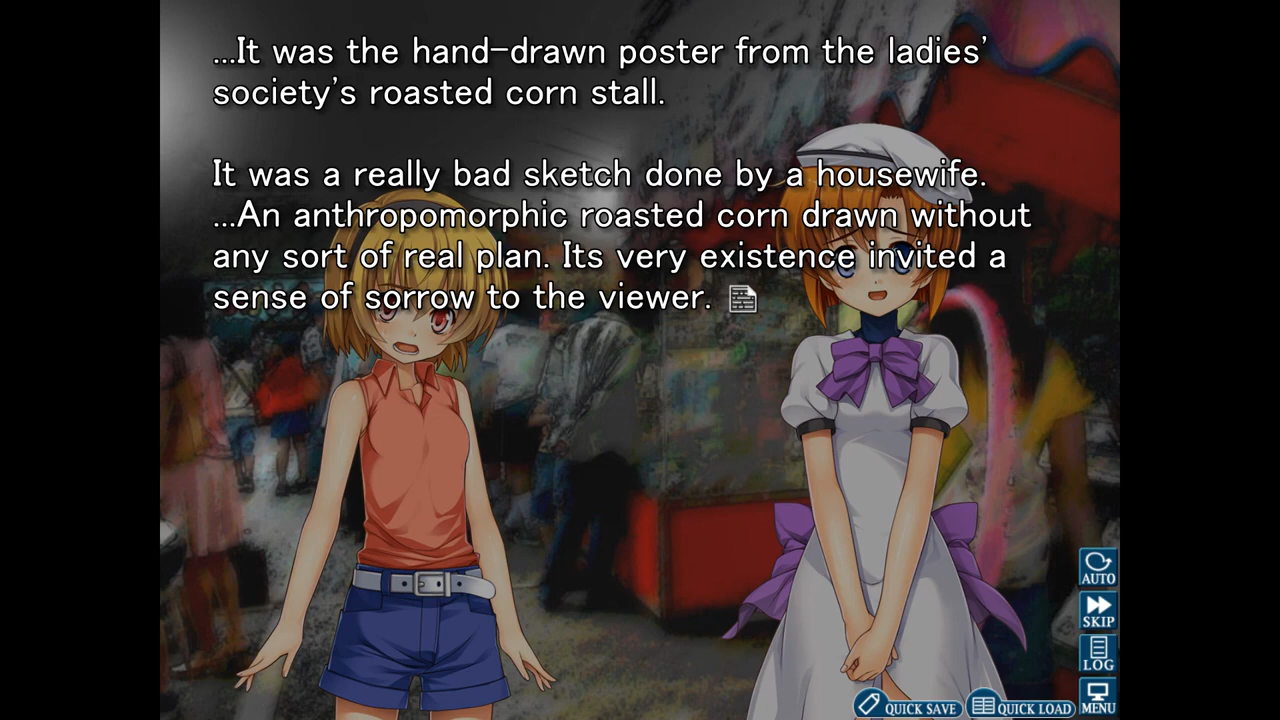 ...It was the hand-drawn poster from the ladies'
society's roasted corn stall.
It was a really bad sketch done by a housewife.
...An anthropomorphic roasted corn drawn without
any sort of real plan. Its very existence invited a
sense of sorrow to the viewer.
AUTO
SKIP
LOG
MENU
QUICK SAVE
QUICK LOAD